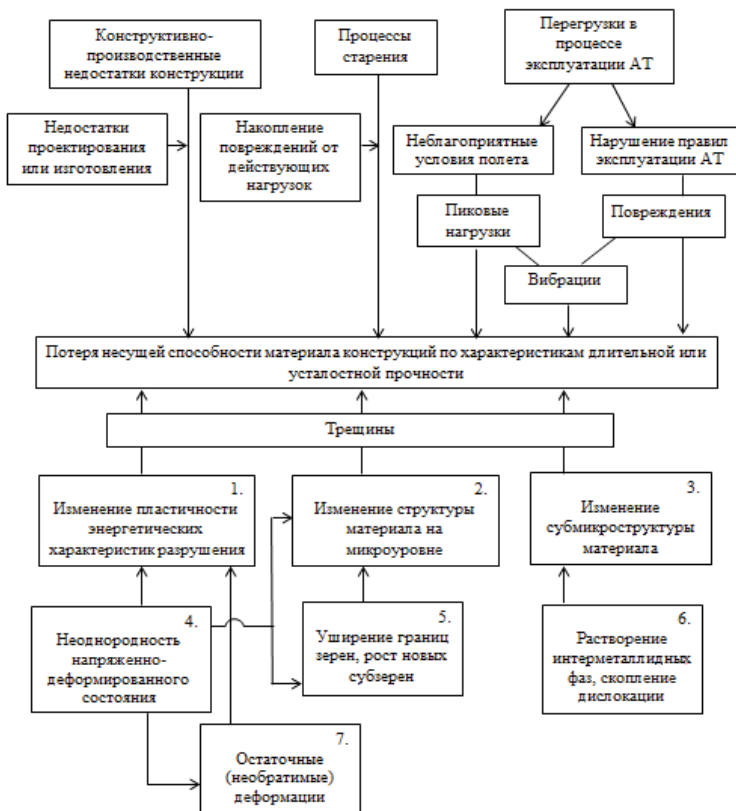 Конструктивно-
производственные
недостатки конструкции
Процессы
старения
Перегрузки в
процессе
эксплуатации АТ
Недостатки
проектирования
или изготовления
Накопление
повреждений от
действующих
нагрузок
Неблагоприятные
условия полета
Нарушение правил
эксплуатации АТ
Пиковые
нагрузки
Повреждения
Вибрации
Потеря несущей способности материала конструкций по характеристикам длительной или
усталостной прочности
Трещины
1.
Изменение пластичности
энергетических
характеристик разрушения
2.
Изменение структуры
материала на
микроуровне
3.
Изменение
субмикроструктуры
материала
4.
Неоднородность
напряженно-
деформированного
состояния
5.
Уширение границ
зерен, рост новых
субзерен
6.
Растворение
интерметаллидных
фаз, скопление
дислокации
7.
Остаточные
(необратимые)
деформации